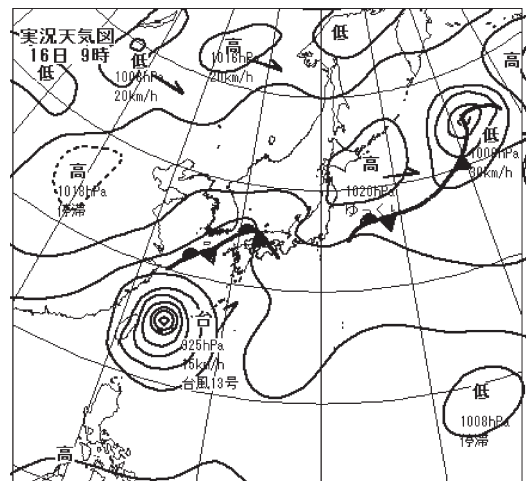 実況天気図
16日 9時
低
低
1008hPa
20km/h
高
1016hPa
20km/h
低
高
高
1018hPa
停滞
高
1020hPa
ゆっくり
低
1000hPa
30km/h
台
925hPa
15km/h
台風13号
低
1008hPa
停滞
高